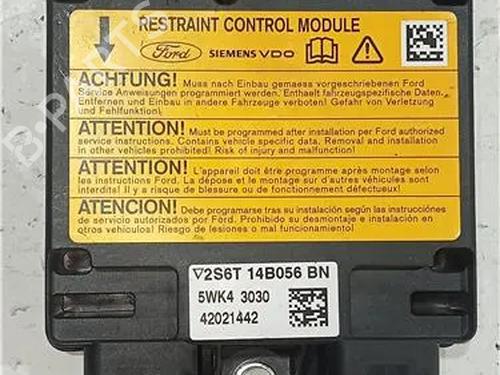 RESTRAINT CONTROL MODULE
Ford SIEMENS VDO
ACHTUNG! Muss nach Einbau gemaess vorgeschriebenen Ford
Service Anweisungen programmiert werden. Enthaelt fahrzeugspezifische Daten.
Entfernen und Einbau in andere Fahrzeuge verboten! Gefahr von Verletzung
und Fehlfunktion!
ATTENTION! Must be programmed after installation per Ford authorized
service instructions. Contains vehicle specific data. Removal and installation
in other vehicles prohibited! Risk of injury and malfunction!
ATTENTION! L'appareil doit être programme après montage selon
les instructions Ford. La dépose et le montage sur d'autres véhicules sont
interdits! Il y a risque de blessure ou de fonctionnement défectueux!
ATENCION! Debe programarse tras su instalación según las instrucciones
de servicio autorizados por Ford. Prohibido su desmontaje e instalación
en otros vehículos! Riesgo de lesiones o mal funcionamiento!
▽2S6T 14B056 BN
5WK4 3030
42021442
B-PARTS